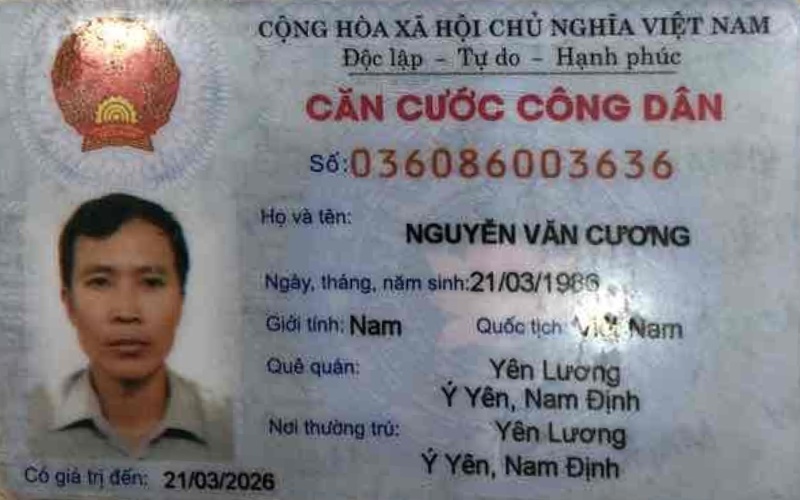 CỘNG HÒA XÃ HỘI CHỦ NGHĨA VIỆT NAM
Độc lập - Tự do - Hạnh phúc
CĂN CƯỚC CÔNG DÂN
Số: 036086003636
Họ và tên:
NGUYỄN VĂN CƯƠNG
Ngày, tháng, năm sinh: 21/03/1986
Giới tính: Nam Quốc tịch: Việt Nam
Quê quán: Yên Lương
Ý Yên, Nam Định
Nơi thường trú: Yên Lương
Ý Yên, Nam Định
Có giá trị đến: 21/03/2026